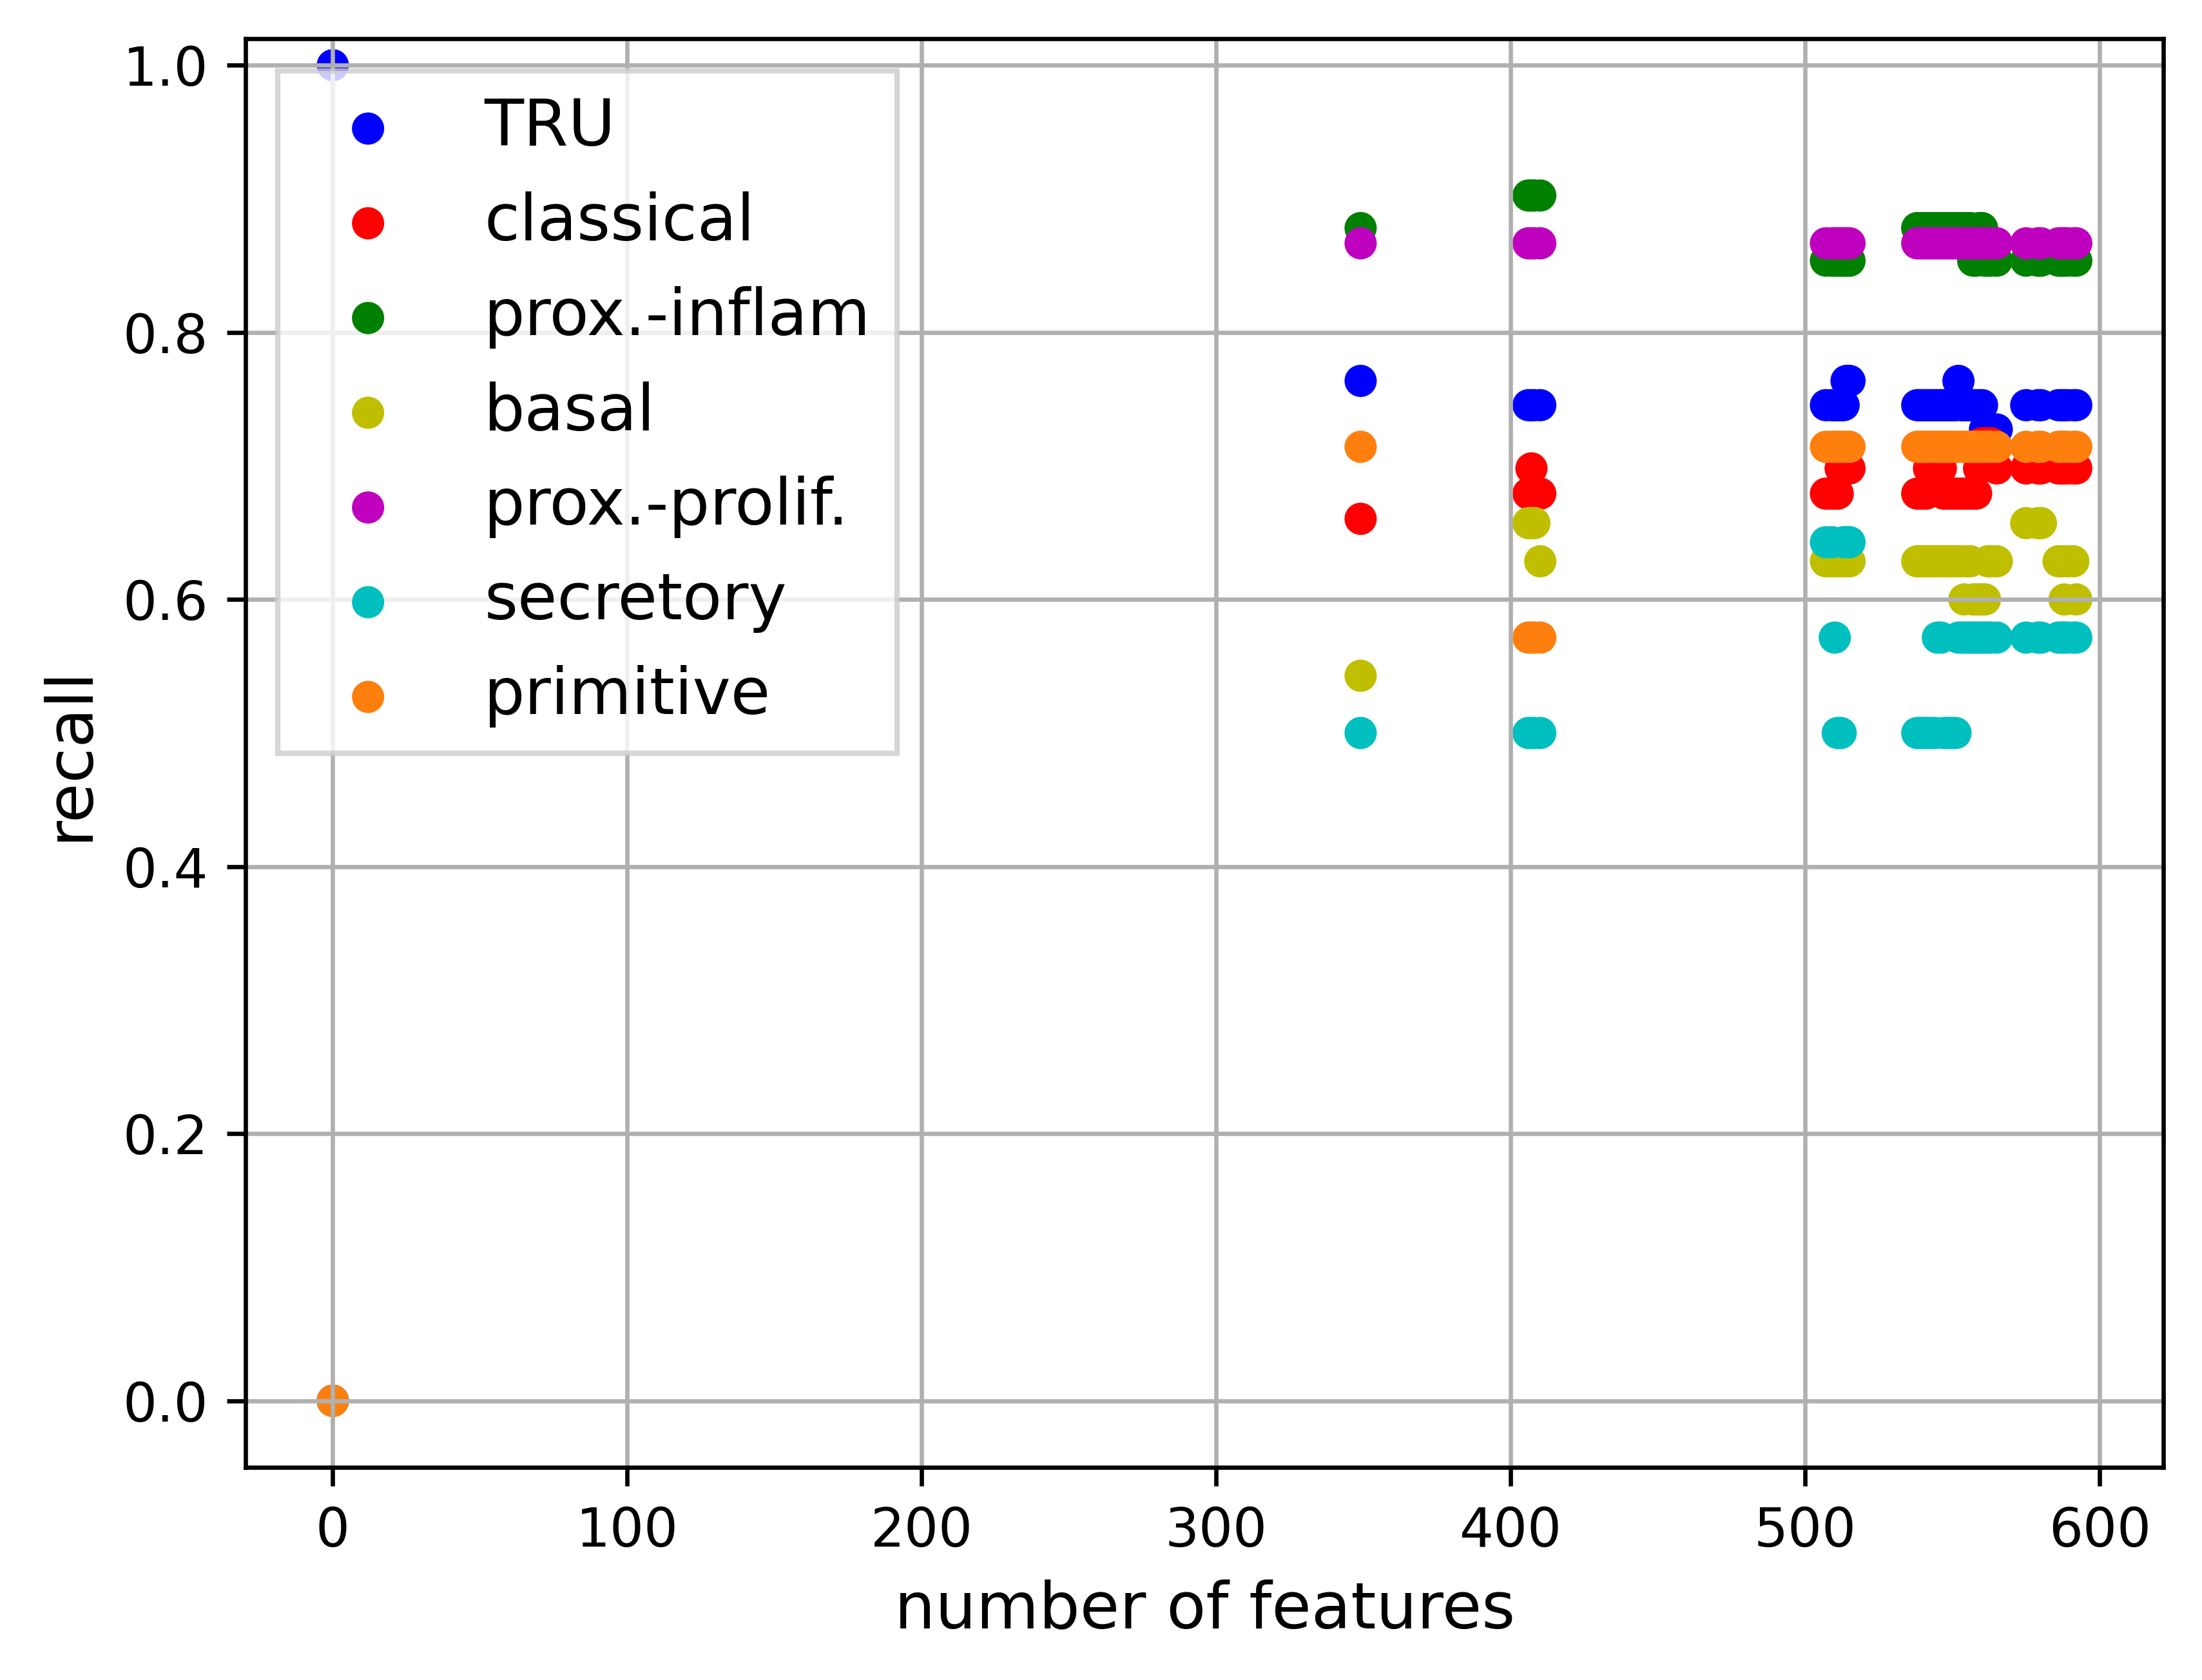 1.0
0.8
0.6
0.4
0.2
0.0
recall
TRU
classical
prox.-inflam
basal
prox.-prolif.
secretory
primitive
0 100 200 300 400 500 600
number of features